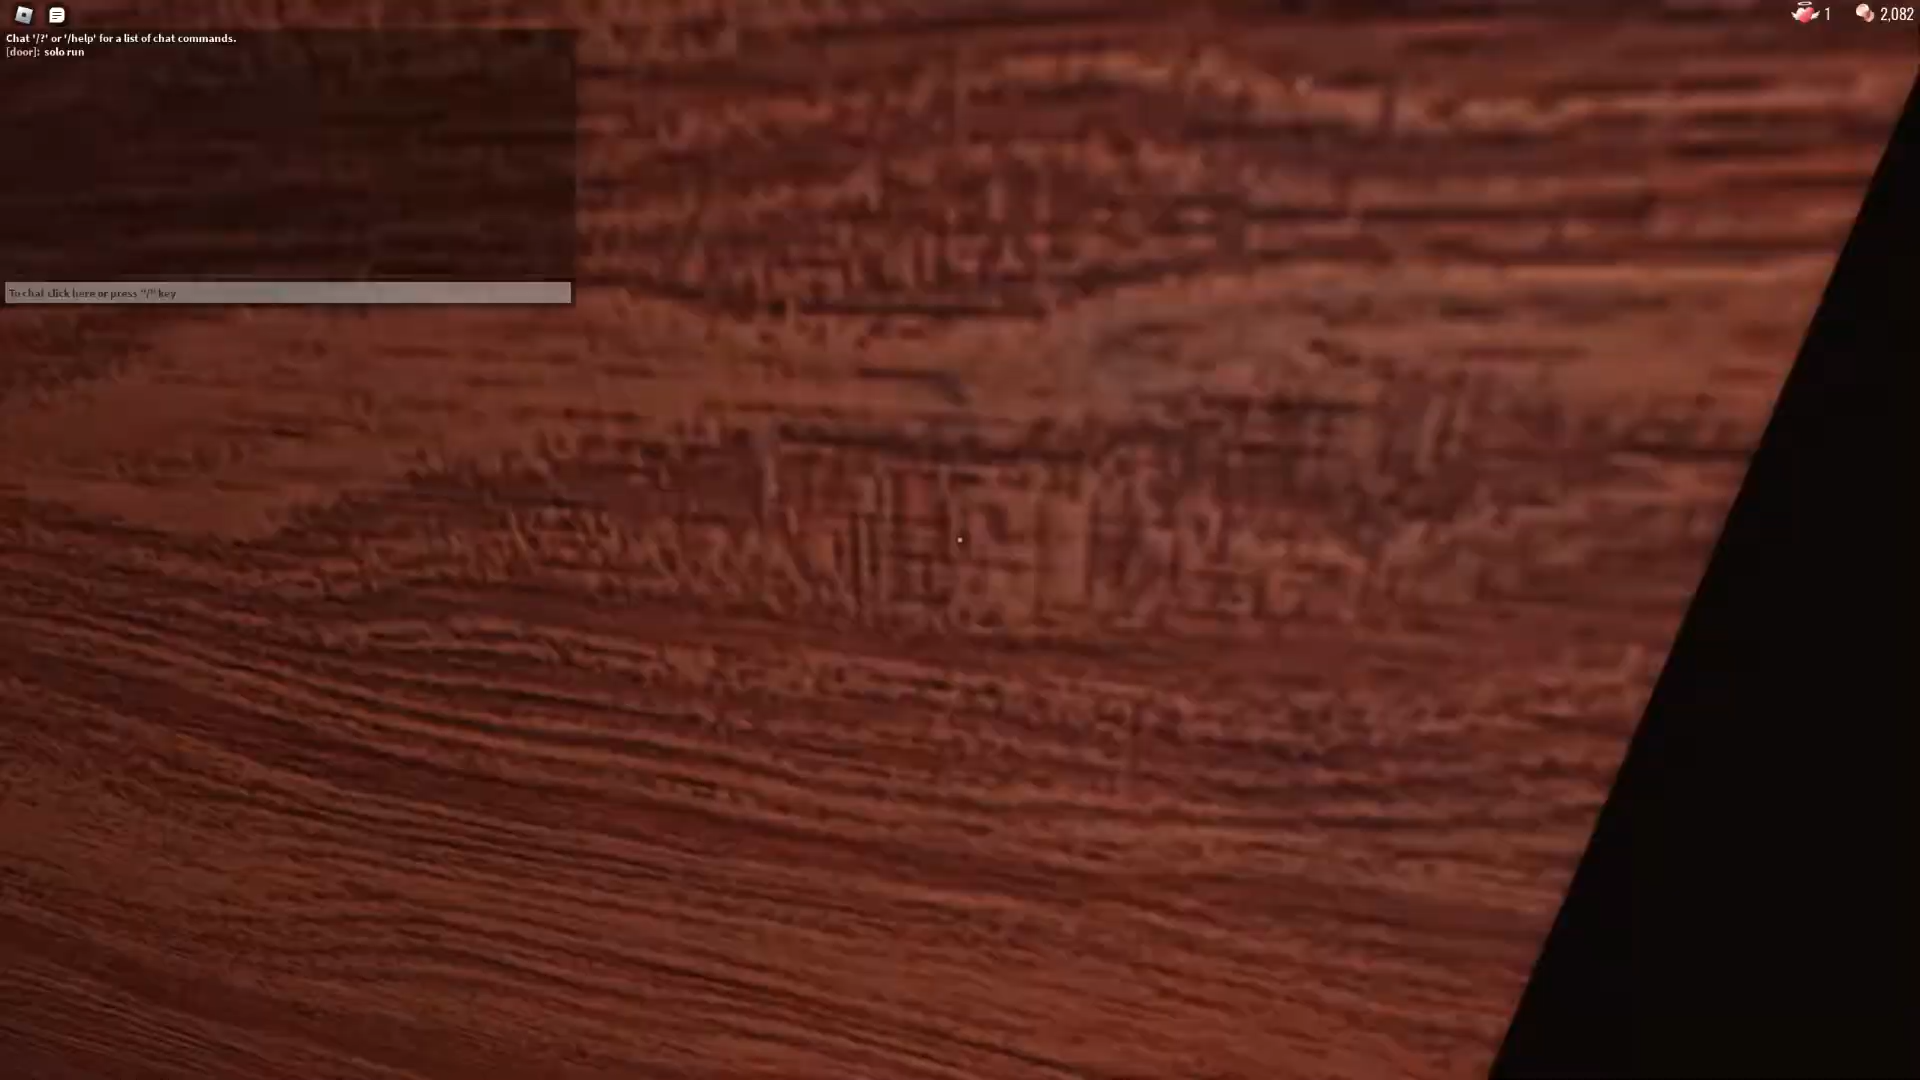 1
2,082
Chat '/?' or '/help' for a list of chat commands.
[door]: solo run
To chat click here or press "/" key